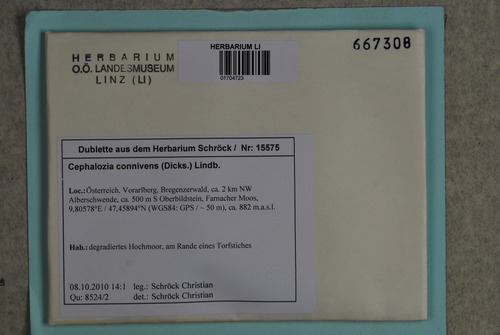 HERBARIUM
O.Ö. LANDESMUSEUM
LINZ (LI)
HERBARIUM LI
01704723
667308
Dublette aus dem Herbarium Schröck / Nr: 15575
Cephalozia connivens (Dicks.) Lindb.
Loc.: Österreich, Vorarlberg, Bregenzerwald, ca. 2 km NW
Alberschwende, ca. 500 m S Oberbildstein, Farnacher Moos,
9,80578°E / 47,45894°N (WGS84: GPS / ~ 50 m), ca. 882 m.a.s.l.
Hab.: degradiertes Hochmoor, am Rande eines Torfstiches
08.10.2010 14:1 leg.: Schröck Christian
Qu: 8524/2 det.: Schröck Christian